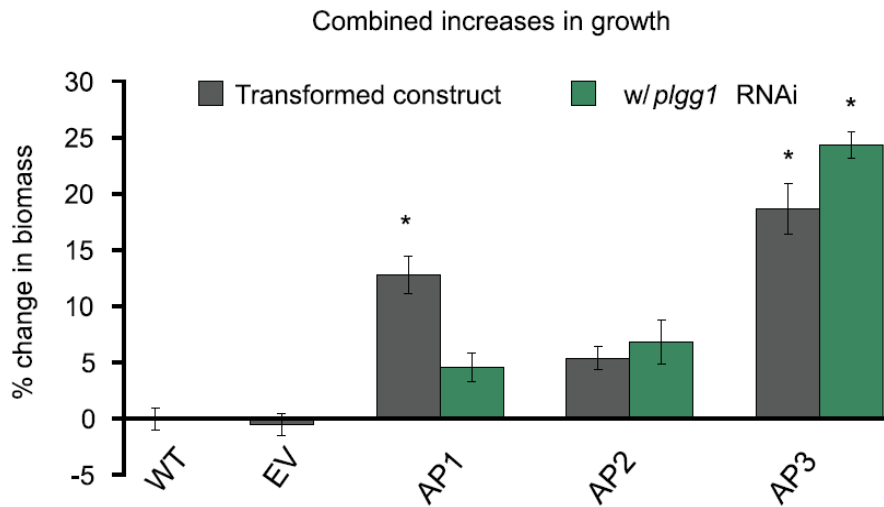 Combined increases in growth
Transformed construct
w/ plgg1 RNAi
% change in biomass
30
25
20
15
10
5
0
-5
*
*
*
WT
EV
AP1
AP2
AP3